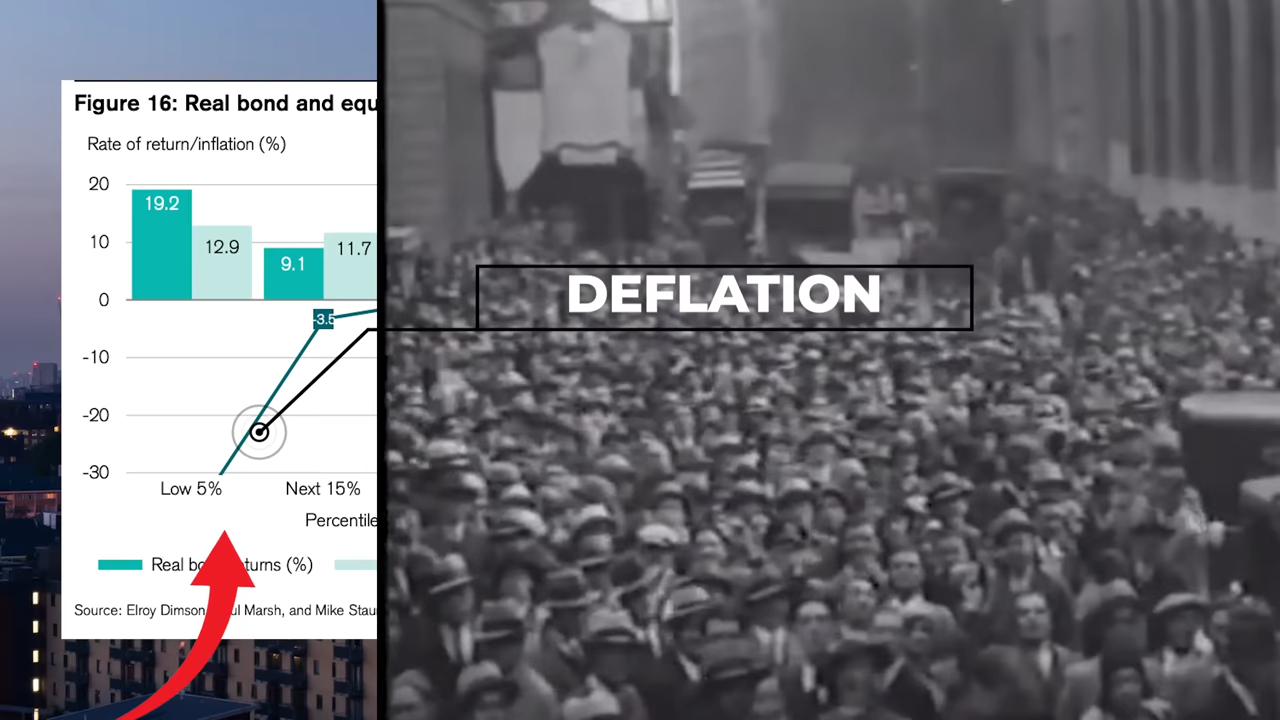 Figure 16: Real bond and equ
Rate of return/inflation (%)
20
19.2
12.9
11.7
10
9.1
0
-3.5
-10
-20
-30
Low 5%
Next 15%
Percentile
Real bo turns (%)
Source: Elroy Dimson, ul Marsh, and Mike Stau
DEFLATION